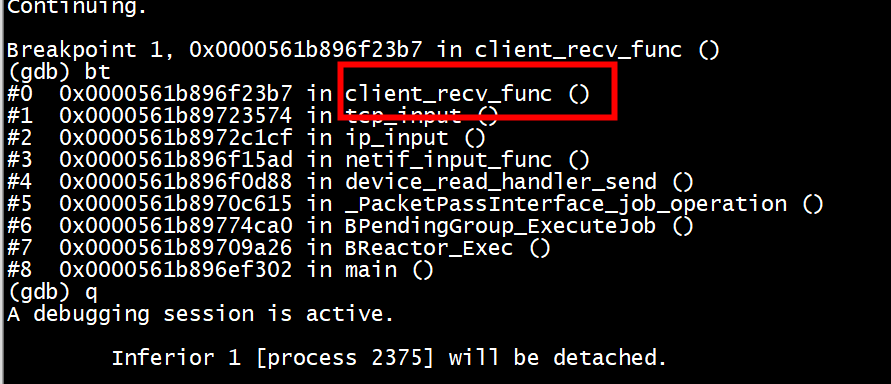 Continuing.
Breakpoint 1, 0x0000561b896f23b7 in client_recv_func ()
(gdb) bt
#0  0x0000561b896f23b7 in client_recv_func ()
#1  0x0000561b89723574 in tcp_input ()
#2  0x0000561b8972c1cf in ip_input ()
#3  0x0000561b896f15ad in netif_input_func ()
#4  0x0000561b896f0d88 in device_read_handler_send ()
#5  0x0000561b8970c615 in _PacketPassInterface_job_operation ()
#6  0x0000561b89774ca0 in BPendingGroup_ExecuteJob ()
#7  0x0000561b89709a26 in BReactor_Exec ()
#8  0x0000561b896ef302 in main ()
(gdb) q
A debugging session is active.
Inferior 1 [process 2375] will be detached.